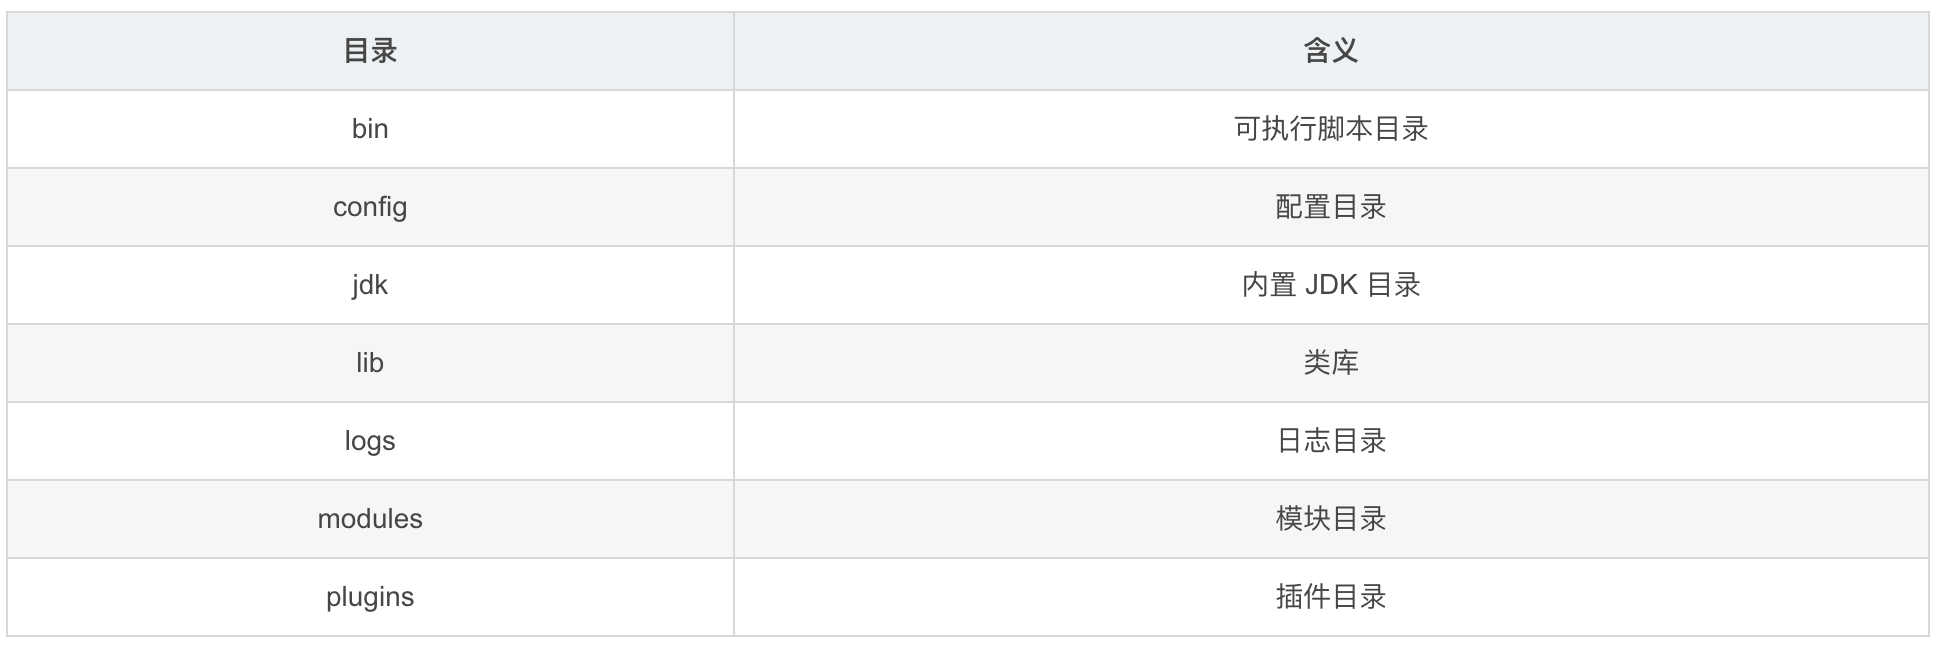 目录 含义
bin 可执行脚本目录
config 配置目录
jdk 内置 JDK 目录
lib 类库
logs 日志目录
modules 模块目录
plugins 插件目录